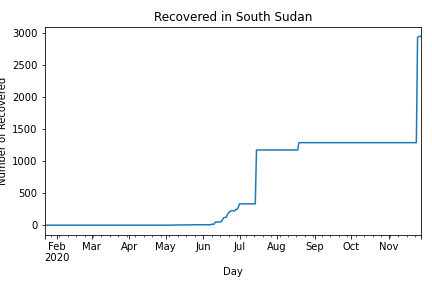 Recovered in South Sudan
Number of Recovered
3000
2500
2000
1500
1000
500
0
Feb Mar Apr May Jun Jul Aug Sep Oct Nov
2020
Day